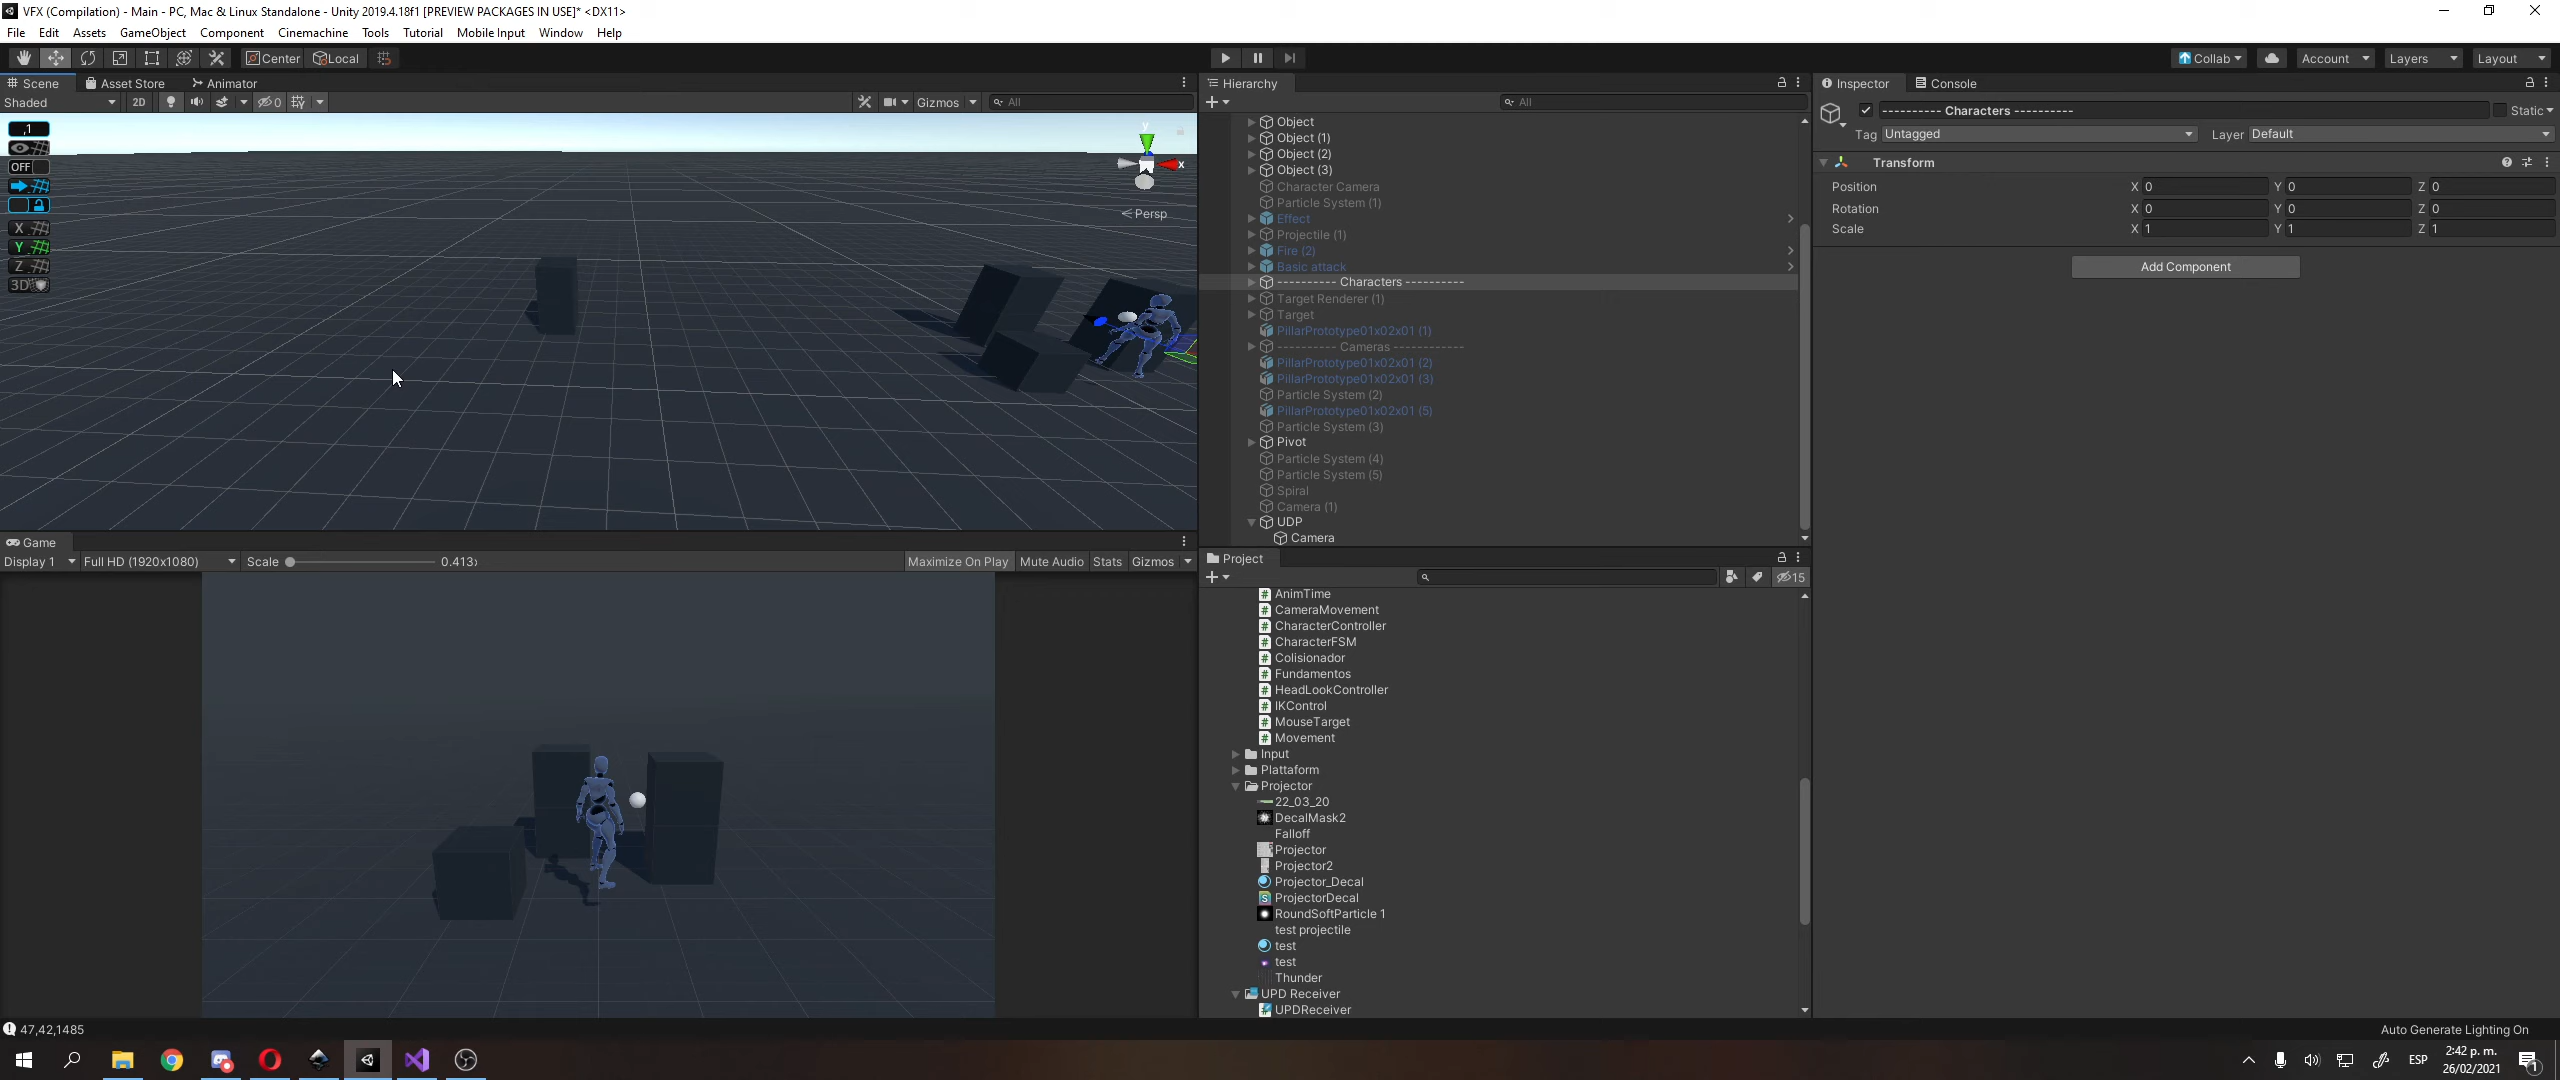 VFX (Compilation) - Main - PC, Mac & Linux Standalone - Unity 2019.4.18f1 [PREVIEW PACKAGES IN USE]* <DX11>
File Edit Assets GameObject Component Cinemachine Tools Tutorial Mobile Input Window Help
Center Local Collab Account Layers Layout
Scene Asset Store Animator
Shaded 2D 0 Gizmos All
,1
OFF
X
Y
Z
3D
y
x
Persp
Game
Display 1 Full HD (1920x1080) Scale 0.413x Maximize On Play Mute Audio Stats Gizmos
Hierarchy
All
Object
Object (1)
Object (2)
Object (3)
Character Camera
Particle System (1)
Effect
Projectile (1)
Fire (2)
Basic attack
---------- Characters ----------
Target Renderer (1)
Target
PillarPrototype01x02x01 (1)
---------- Cameras ------------
PillarPrototype01x02x01 (2)
PillarPrototype01x02x01 (3)
Particle System (2)
PillarPrototype01x02x01 (5)
Particle System (3)
Pivot
Particle System (4)
Particle System (5)
Spiral
Camera (1)
UDP
Camera
Project
15
AnimTime
CameraMovement
CharacterController
CharacterFSM
Colisionador
Fundamentos
HeadLookController
IKControl
MouseTarget
Movement
Input
Plattaform
Projector
22_03_20
DecalMask2
Falloff
Projector
Projector2
Projector_Decal
ProjectorDecal
RoundSoftParticle 1
test projectile
test
test
Thunder
UPD Receiver
UPDReceiver
Inspector Console
---------- Characters ---------- Static
Tag Untagged Layer Default
Transform
Position X 0 Y 0 Z 0
Rotation X 0 Y 0 Z 0
Scale X 1 Y 1 Z 1
Add Component
47,42,1485
Auto Generate Lighting On
ESP
2:42 p. m.
26/02/2021
1